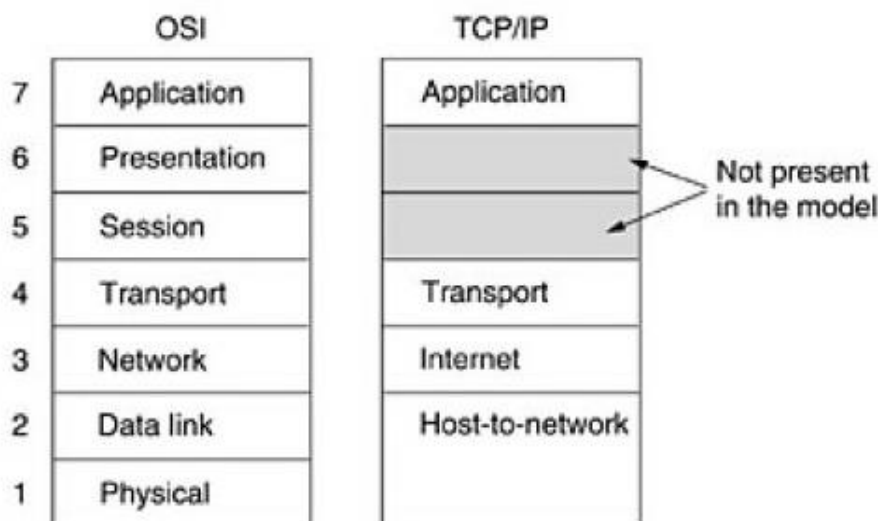 OSI TCP/IP
7 Application Application
6 Presentation
Not present
in the model
5 Session
4 Transport Transport
3 Network Internet
2 Data link Host-to-network
1 Physical